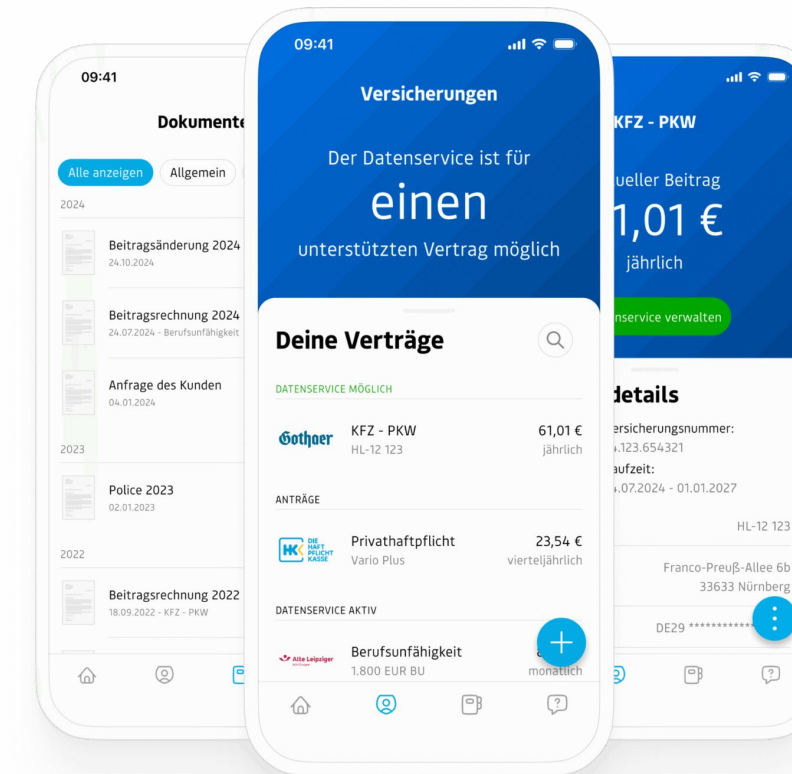 09:41
Dokumente
Alle anzeigen
Allgemein
2024
Beitragsänderung 2024
24.10.2024
Beitragsrechnung 2024
24.07.2024 - Berufsunfähigkeit
Anfrage des Kunden
04.01.2024
2023
Police 2023
02.01.2023
2022
Beitragsrechnung 2022
18.09.2022 - KFZ - PKW
09:41
Versicherungen
Der Datenservice ist für
einen
unterstützten Vertrag möglich
Deine Verträge
DATENSERVICE MÖGLICH
Gothaer
KFZ - PKW
61,01 €
HL-12 123
jährlich
ANTRÄGE
HK DIE HAFT PFLICHT KASSE
Privathaftpflicht
23,54 €
Vario Plus
vierteljährlich
DATENSERVICE AKTIV
Alte Leipziger
Berufsunfähigkeit
1.800 EUR BU
monatlich
KFZ - PKW
ueller Beitrag
1,01 €
jährlich
nservice verwalten
details
ersicherungsnummer:
.123.654321
aufzeit:
.07.2024 - 01.01.2027
HL-12 123
Franco-Preuß-Allee 6b
33633 Nürnberg
DE29 ************